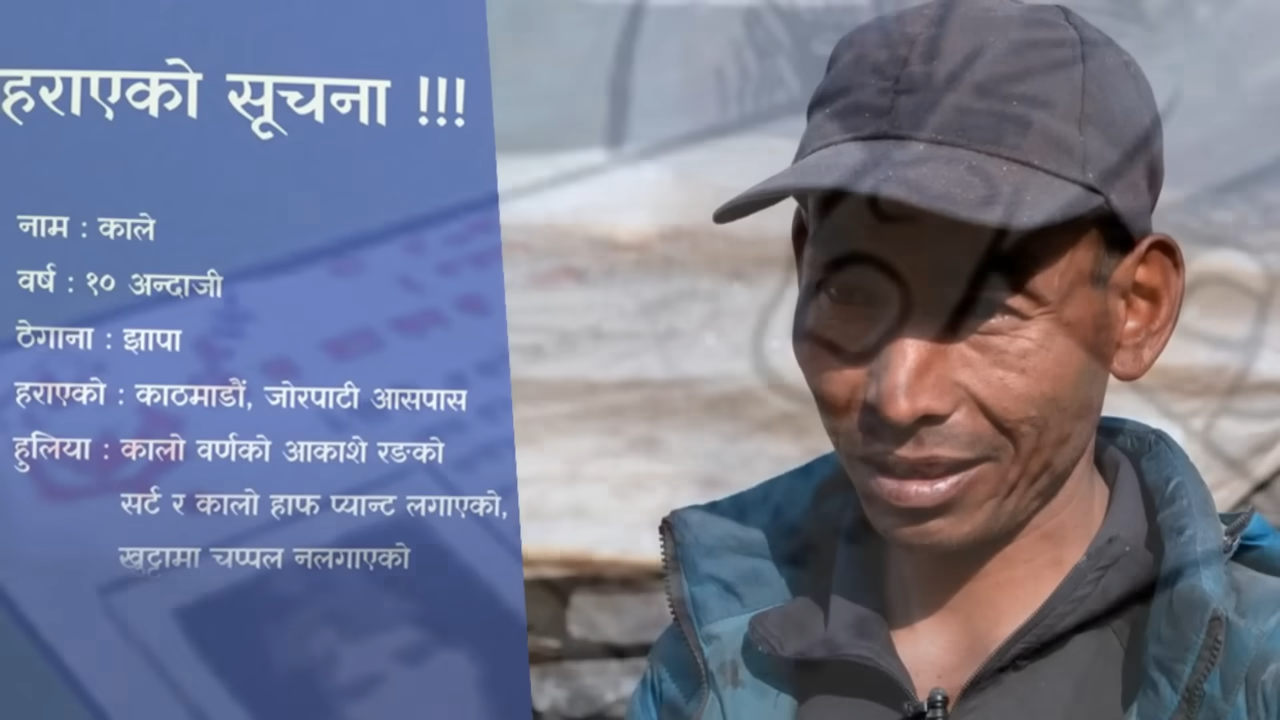 हराएको सूचना !!!
नाम : काले
वर्ष : १० अन्दाजी
ठेगाना : झापा
हराएको : काठमाडौं, जोरपाटी आसपास
हुलिया : कालो वर्णको आकाशे रङको
सर्ट र कालो हाफ प्यान्ट लगाएको,
खुट्टामा चप्पल नलगाएको